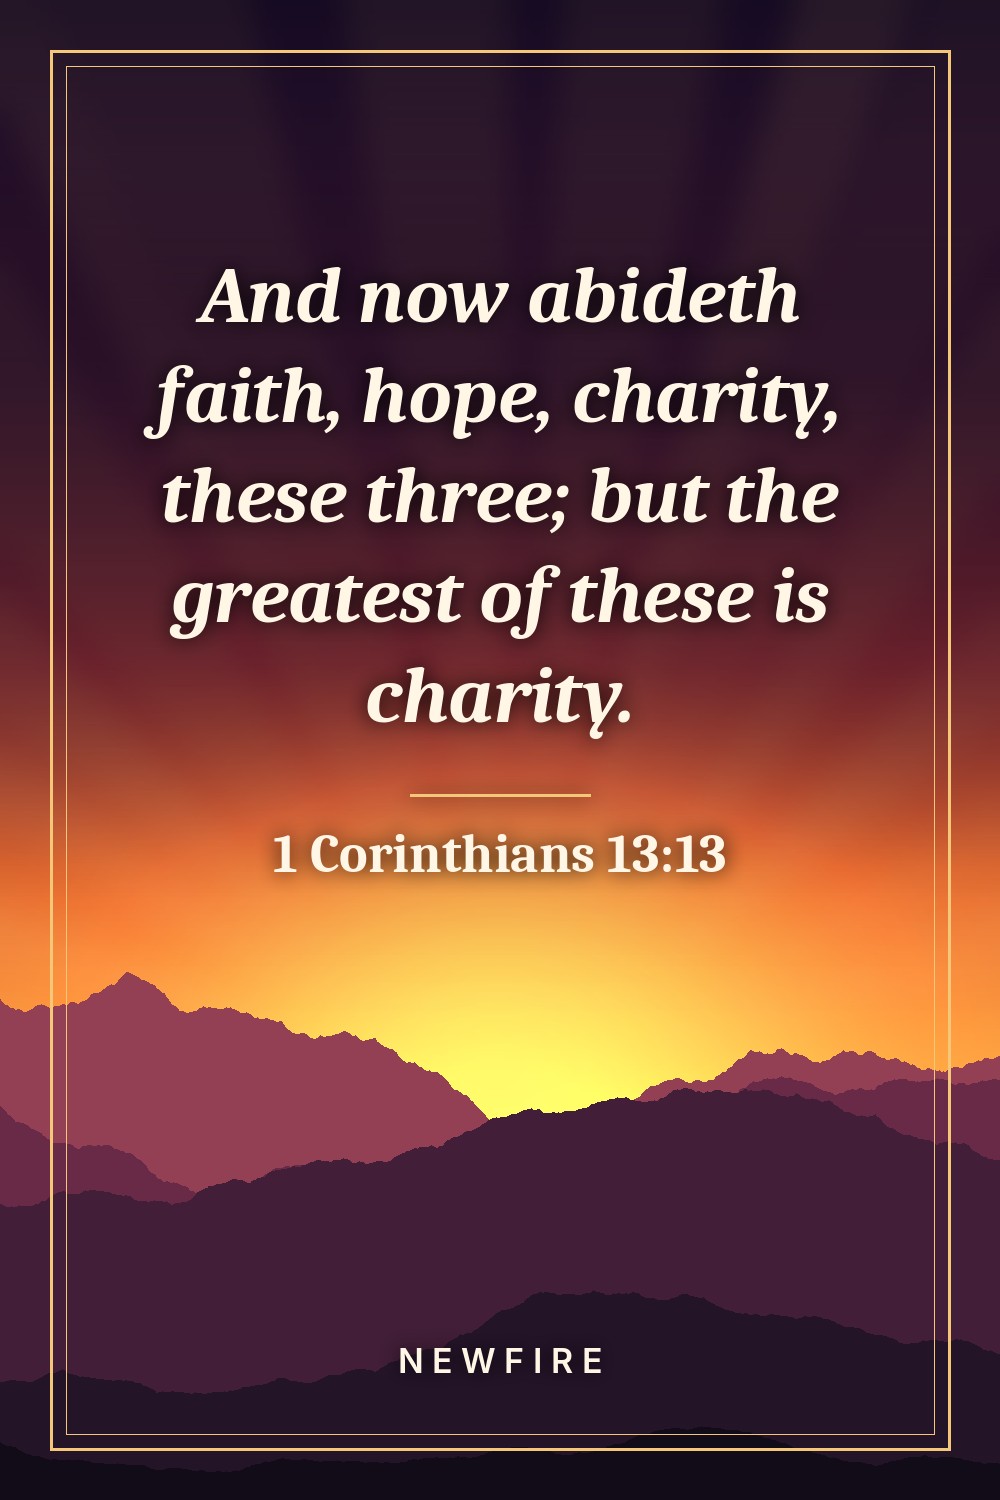 And now abideth
faith, hope, charity,
these three; but the
greatest of these is
charity.
1 Corinthians 13:13
NEWFIRE